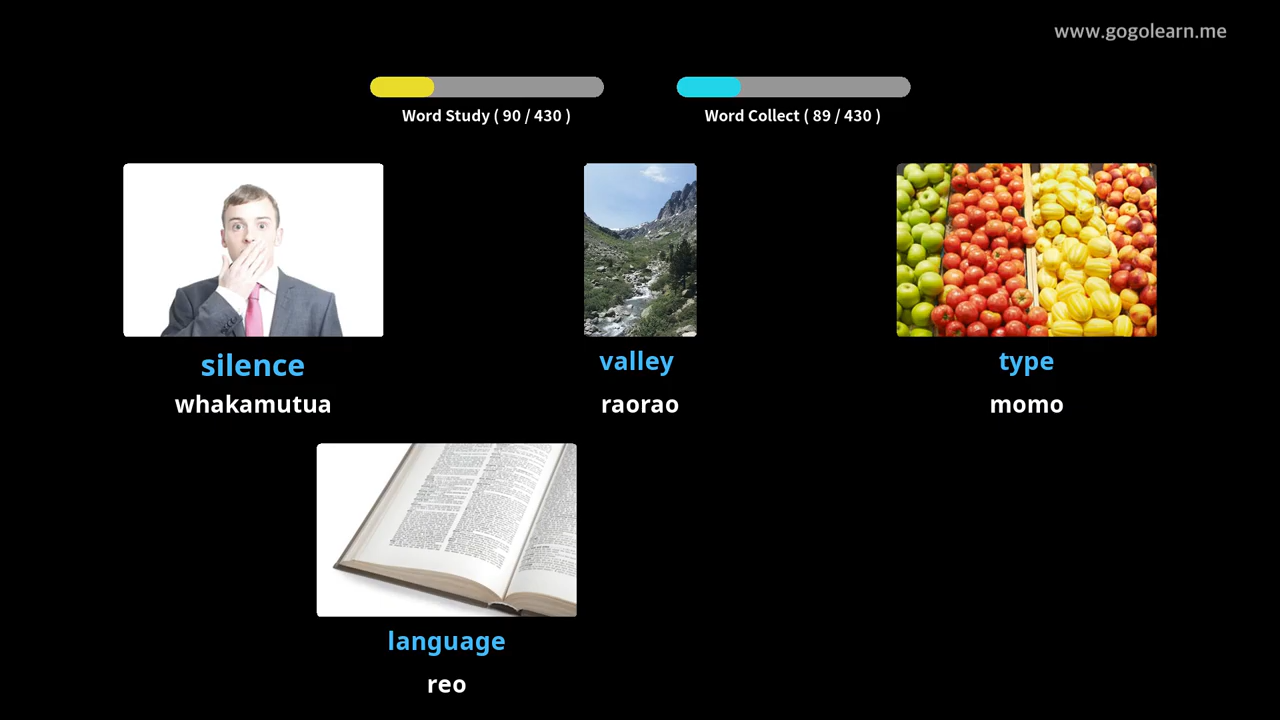 www.gogolearn.me
Word Study ( 90 / 430 )
Word Collect ( 89 / 430 )
silence
whakamutua
valley
raorao
type
momo
language
reo